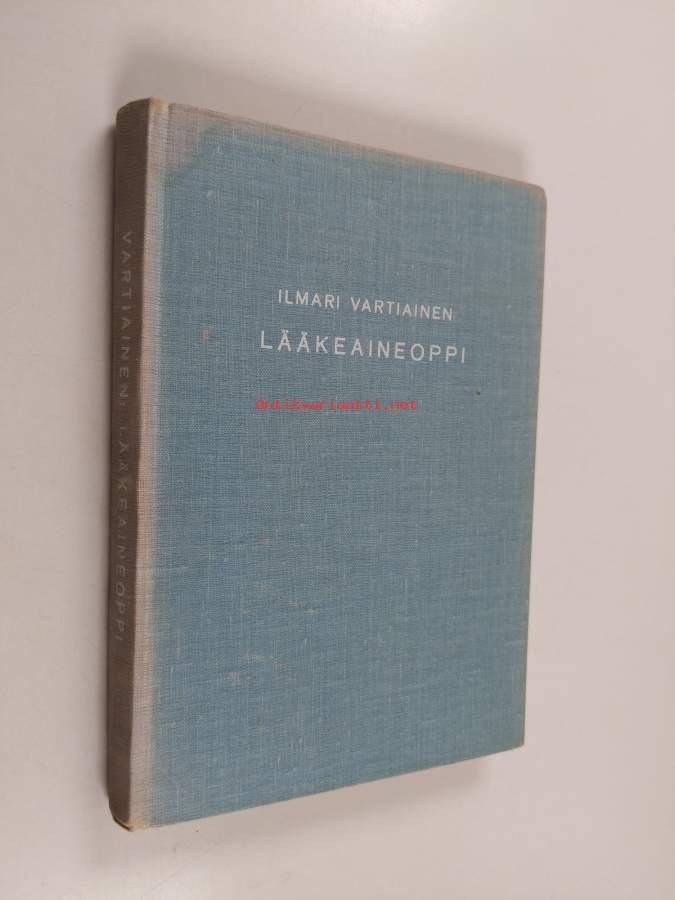 ILMARI VARTIAINEN
LÄÄKEAINEOPPI
Antikvariaatti.net
VARTIAINEN: LÄÄKEAINEOPPI